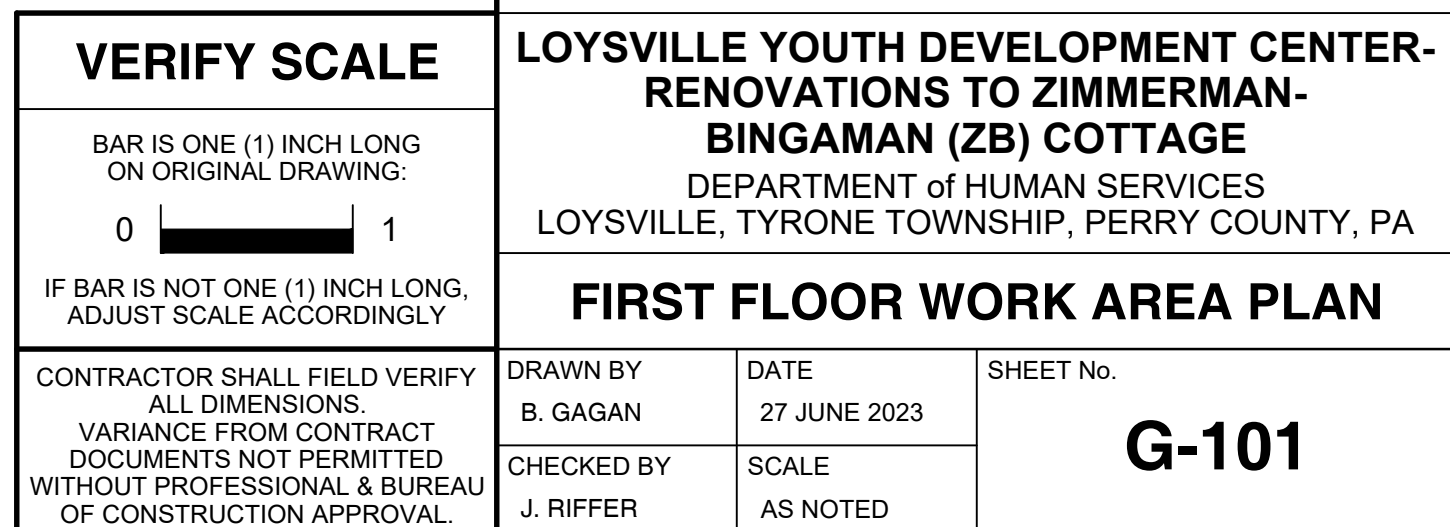 VERIFY SCALE
BAR IS ONE (1) INCH LONG
ON ORIGINAL DRAWING:
0 1
IF BAR IS NOT ONE (1) INCH LONG,
ADJUST SCALE ACCORDINGLY
CONTRACTOR SHALL FIELD VERIFY
ALL DIMENSIONS.
VARIANCE FROM CONTRACT
DOCUMENTS NOT PERMITTED
WITHOUT PROFESSIONAL & BUREAU
OF CONSTRUCTION APPROVAL.
LOYSVILLE YOUTH DEVELOPMENT CENTER-
RENOVATIONS TO ZIMMERMAN-
BINGAMAN (ZB) COTTAGE
DEPARTMENT of HUMAN SERVICES
LOYSVILLE, TYRONE TOWNSHIP, PERRY COUNTY, PA
FIRST FLOOR WORK AREA PLAN
DRAWN BY
B. GAGAN
DATE
27 JUNE 2023
CHECKED BY
J. RIFFER
SCALE
AS NOTED
SHEET No.
G-101